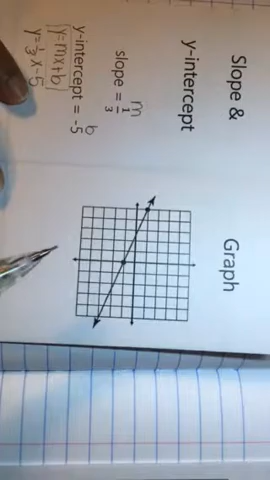 Slope &
y-intercept
m
slope = 1/3
b
y-intercept = -5
y=mx+b
y=1/3x-5
Graph